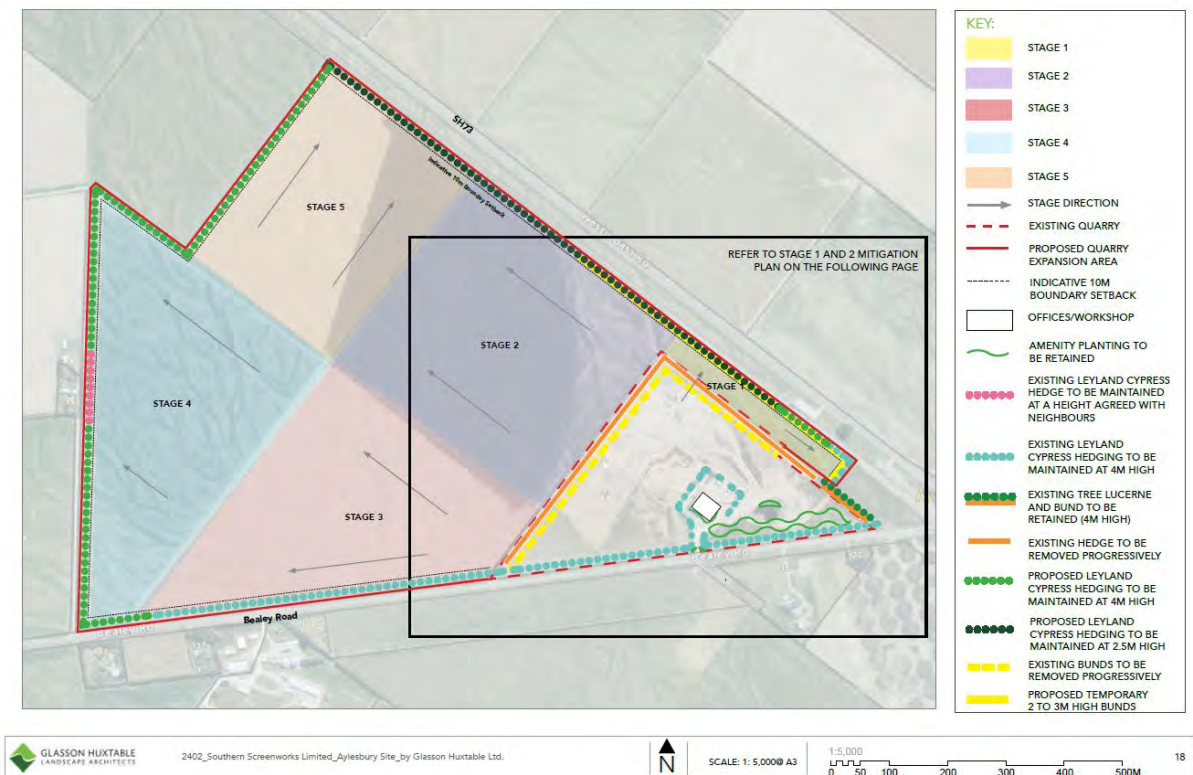 SH73
Indicative 10m Boundary Setback
STAGE 5
REFER TO STAGE 1 AND 2 MITIGATION
PLAN ON THE FOLLOWING PAGE
STAGE 2
STAGE 1
STAGE 4
STAGE 3
Bealey Rd
Bealey Road
Bealey Rd
KEY:
STAGE 1
STAGE 2
STAGE 3
STAGE 4
STAGE 5
STAGE DIRECTION
EXISTING QUARRY
PROPOSED QUARRY
EXPANSION AREA
INDICATIVE 10M
BOUNDARY SETBACK
OFFICES/WORKSHOP
AMENITY PLANTING TO
BE RETAINED
EXISTING LEYLAND CYPRESS
HEDGE TO BE MAINTAINED
AT A HEIGHT AGREED WITH
NEIGHBOURS
EXISTING LEYLAND
CYPRESS HEDGING TO BE
MAINTAINED AT 4M HIGH
EXISTING TREE LUCERNE
AND BUND TO BE
RETAINED (4M HIGH)
EXISTING HEDGE TO BE
REMOVED PROGRESSIVELY
PROPOSED LEYLAND
CYPRESS HEDGING TO BE
MAINTAINED AT 4M HIGH
PROPOSED LEYLAND
CYPRESS HEDGING TO BE
MAINTAINED AT 2.5M HIGH
EXISTING BUNDS TO BE
REMOVED PROGRESSIVELY
PROPOSED TEMPORARY
2 TO 3M HIGH BUNDS
GLASSON HUXTABLE
LANDSCAPE ARCHITECTS
2402_Southern Screenworks Limited_Aylesbury Site_by Glasson Huxtable Ltd.
N
SCALE: 1: 5,000@ A3
1:5,000
0 50 100 200 300 400 500M
18